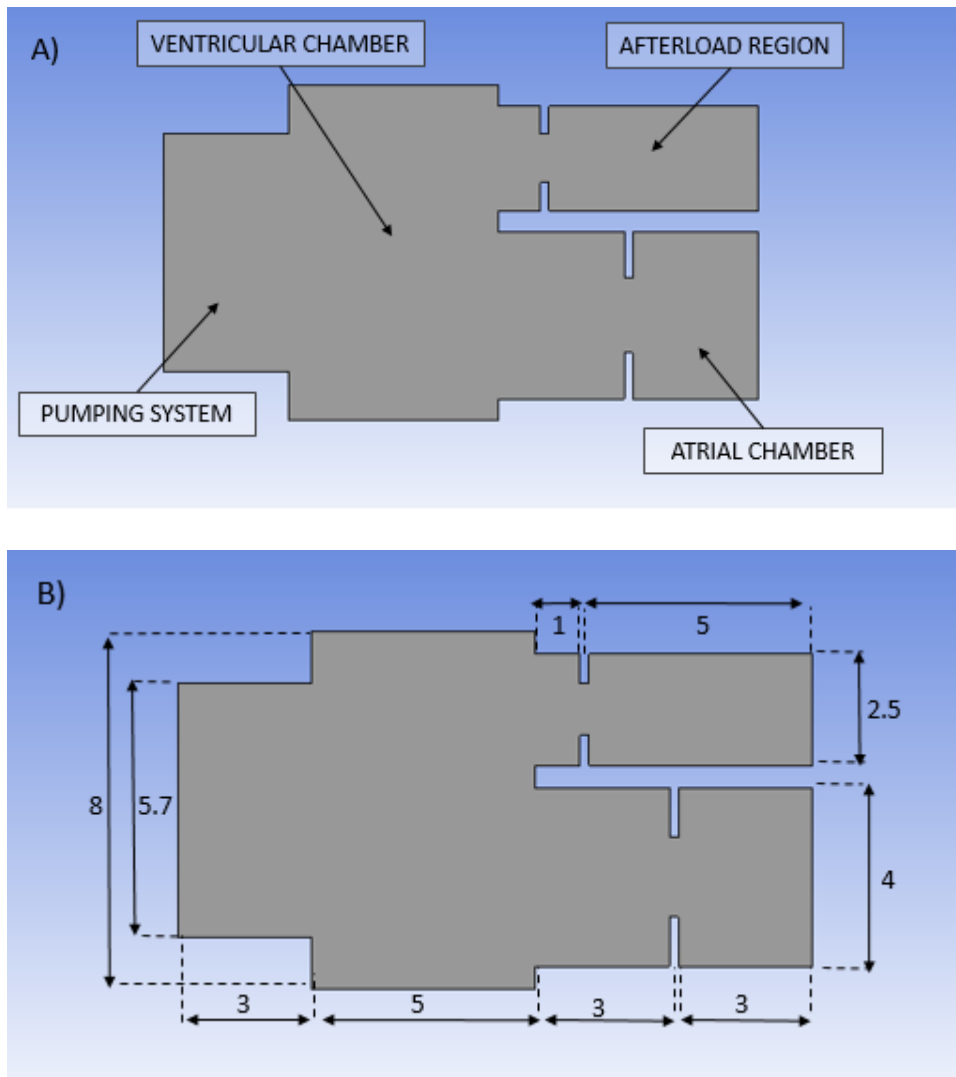 A)
VENTRICULAR CHAMBER
AFTERLOAD REGION
PUMPING SYSTEM
ATRIAL CHAMBER
B)
1
5
2.5
8
5.7
4
3
5
3
3